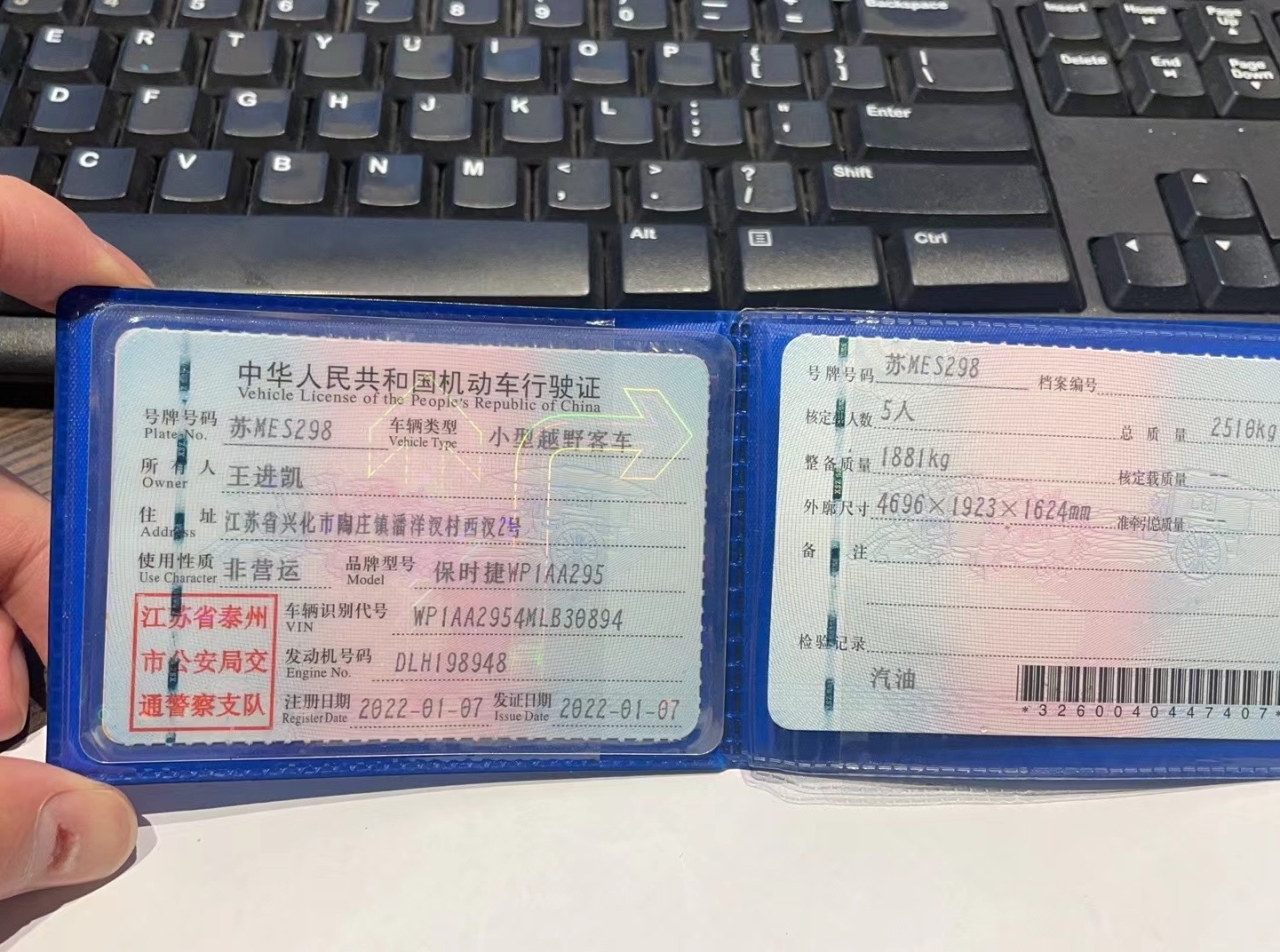 5 6 7 8 9 0 — + = Backspace Insert Home Page Up
E R T Y U I O P { [ } ] | \ Delete End Page Down
D F G H J K L : ; " ' Enter
C V B N M < , > . ? / Shift
Alt Ctrl
中华人民共和国机动车行驶证
Vehicle License of the People's Republic of China
号牌号码 苏MES298 车辆类型 小型越野客车
Plate No. Vehicle Type
所有人 王进凯
Owner
住址 江苏省兴化市陶庄镇潘洋汊村西汉2号
Address
使用性质 非营运 品牌型号 保时捷WP1AA295
Use Character Model
江苏省泰州
市公安局交
通警察支队
车辆识别代号 WP1AA2954MLB30894
VIN
发动机号码 DLH198948
Engine No.
注册日期 2022-01-07 发证日期 2022-01-07
Register Date Issue Date
号牌号码 苏MES298 档案编号
核定 人数 5人 总质量 2510kg
整备质量 1881kg 核定载质量 --
外廓尺寸 4696×1923×1624mm 准牵引总质量 --
备注
检验记录
汽油
*3260040447407